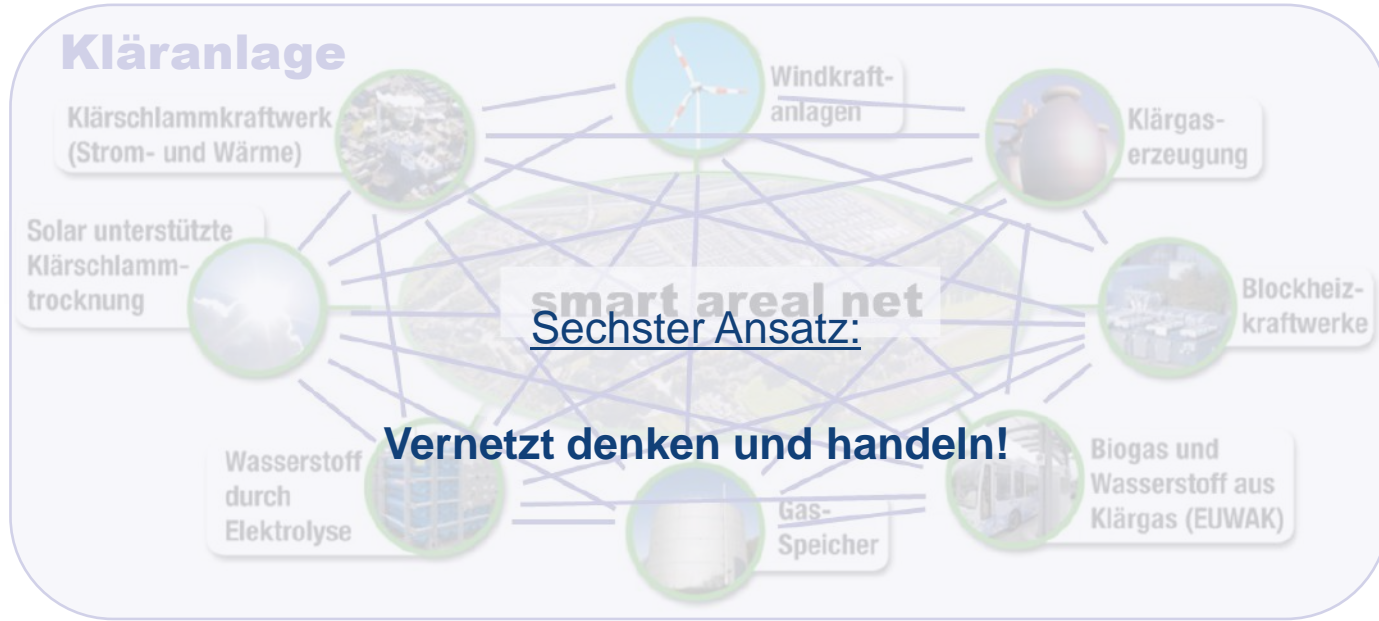 Kläranlage
Windkraft-
anlagen
Klärschlammkraftwerk
(Strom- und Wärme)
Klärgas-
erzeugung
Solar unterstützte
Klärschlamm-
trocknung
Blockheiz-
kraftwerke
smart areal net
Sechster Ansatz:
Vernetzt denken und handeln!
Wasserstoff
durch
Elektrolyse
Gas-
Speicher
Biogas und
Wasserstoff aus
Klärgas (EUWAK)